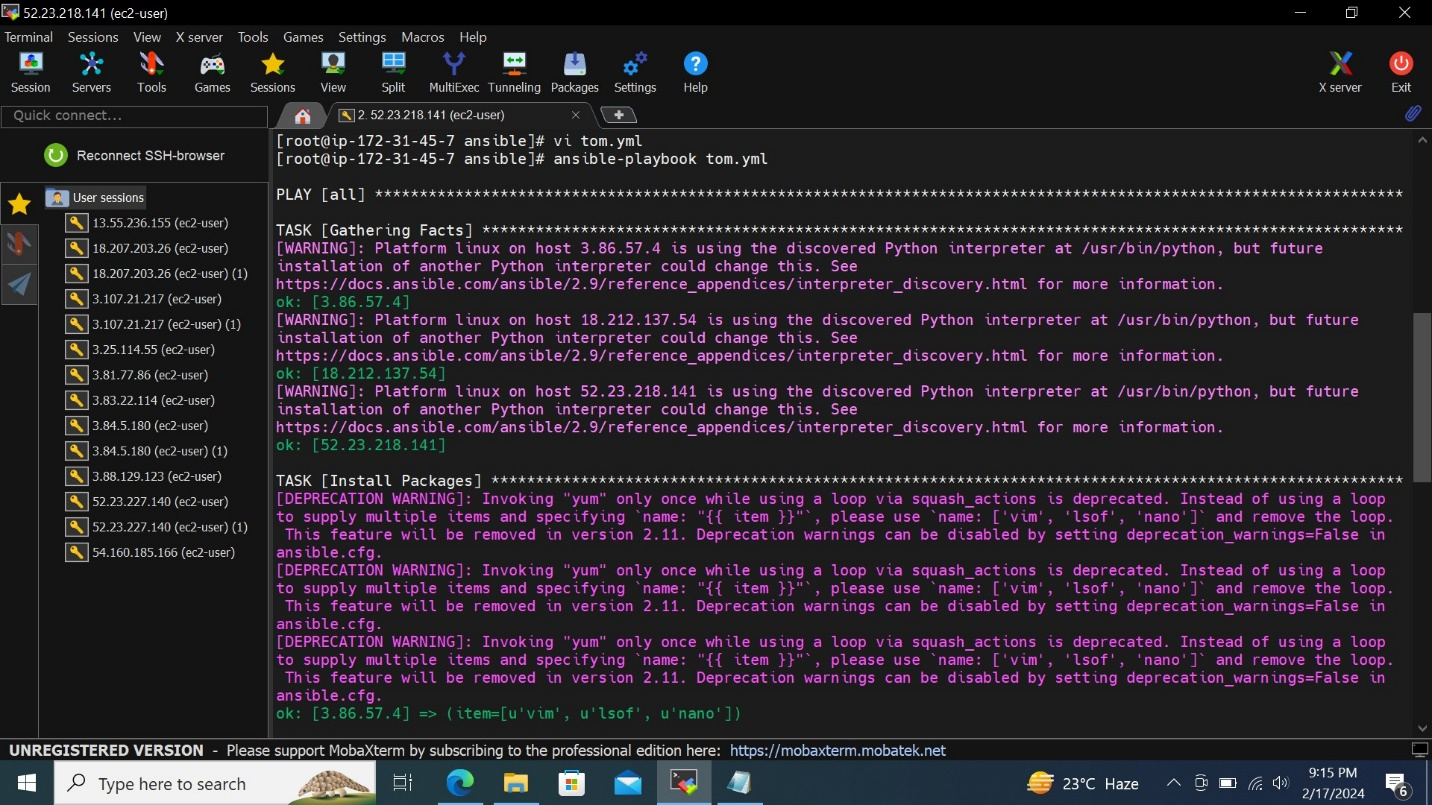 52.23.218.141 (ec2-user)
Terminal Sessions View X server Tools Games Settings Macros Help
Session Servers Tools Games Sessions View Split MultiExec Tunneling Packages Settings Help X server Exit
Quick connect...
2. 52.23.218.141 (ec2-user)
Reconnect SSH-browser
User sessions
13.55.236.155 (ec2-user)
18.207.203.26 (ec2-user)
18.207.203.26 (ec2-user) (1)
3.107.21.217 (ec2-user)
3.107.21.217 (ec2-user) (1)
3.25.114.55 (ec2-user)
3.81.77.86 (ec2-user)
3.83.22.114 (ec2-user)
3.84.5.180 (ec2-user)
3.84.5.180 (ec2-user) (1)
3.88.129.123 (ec2-user)
52.23.227.140 (ec2-user)
52.23.227.140 (ec2-user) (1)
54.160.185.166 (ec2-user)
[root@ip-172-31-45-7 ansible]# vi tom.yml
[root@ip-172-31-45-7 ansible]# ansible-playbook tom.yml
PLAY [all] *******************************************************************************************************************
TASK [Gathering Facts] *******************************************************************************************************
[WARNING]: Platform linux on host 3.86.57.4 is using the discovered Python interpreter at /usr/bin/python, but future
installation of another Python interpreter could change this. See
https://docs.ansible.com/ansible/2.9/reference_appendices/interpreter_discovery.html for more information.
ok: [3.86.57.4]
[WARNING]: Platform linux on host 18.212.137.54 is using the discovered Python interpreter at /usr/bin/python, but future
installation of another Python interpreter could change this. See
https://docs.ansible.com/ansible/2.9/reference_appendices/interpreter_discovery.html for more information.
ok: [18.212.137.54]
[WARNING]: Platform linux on host 52.23.218.141 is using the discovered Python interpreter at /usr/bin/python, but future
installation of another Python interpreter could change this. See
https://docs.ansible.com/ansible/2.9/reference_appendices/interpreter_discovery.html for more information.
ok: [52.23.218.141]
TASK [Install Packages] ******************************************************************************************************
[DEPRECATION WARNING]: Invoking "yum" only once while using a loop via squash_actions is deprecated. Instead of using a loop
to supply multiple items and specifying `name: "{{ item }}"`, please use `name: ['vim', 'lsof', 'nano']` and remove the loop.
This feature will be removed in version 2.11. Deprecation warnings can be disabled by setting deprecation_warnings=False in
ansible.cfg.
[DEPRECATION WARNING]: Invoking "yum" only once while using a loop via squash_actions is deprecated. Instead of using a loop
to supply multiple items and specifying `name: "{{ item }}"`, please use `name: ['vim', 'lsof', 'nano']` and remove the loop.
This feature will be removed in version 2.11. Deprecation warnings can be disabled by setting deprecation_warnings=False in
ansible.cfg.
[DEPRECATION WARNING]: Invoking "yum" only once while using a loop via squash_actions is deprecated. Instead of using a loop
to supply multiple items and specifying `name: "{{ item }}"`, please use `name: ['vim', 'lsof', 'nano']` and remove the loop.
This feature will be removed in version 2.11. Deprecation warnings can be disabled by setting deprecation_warnings=False in
ansible.cfg.
ok: [3.86.57.4] => (item=[u'vim', u'lsof', u'nano'])
UNREGISTERED VERSION - Please support MobaXterm by subscribing to the professional edition here: https://mobaxterm.mobatek.net
Type here to search
23°C Haze
9:15 PM
2/17/2024
6